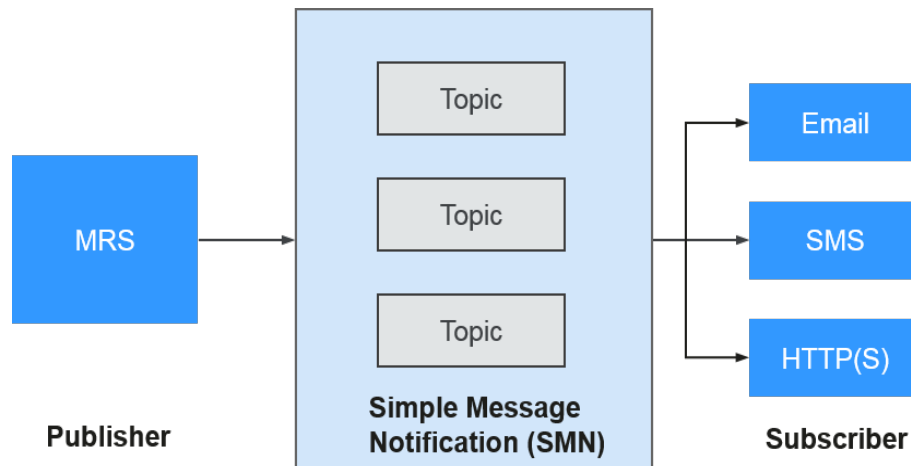 MRS
Publisher
Topic
Topic
Topic
Simple Message
Notification (SMN)
Email
SMS
HTTP(S)
Subscriber